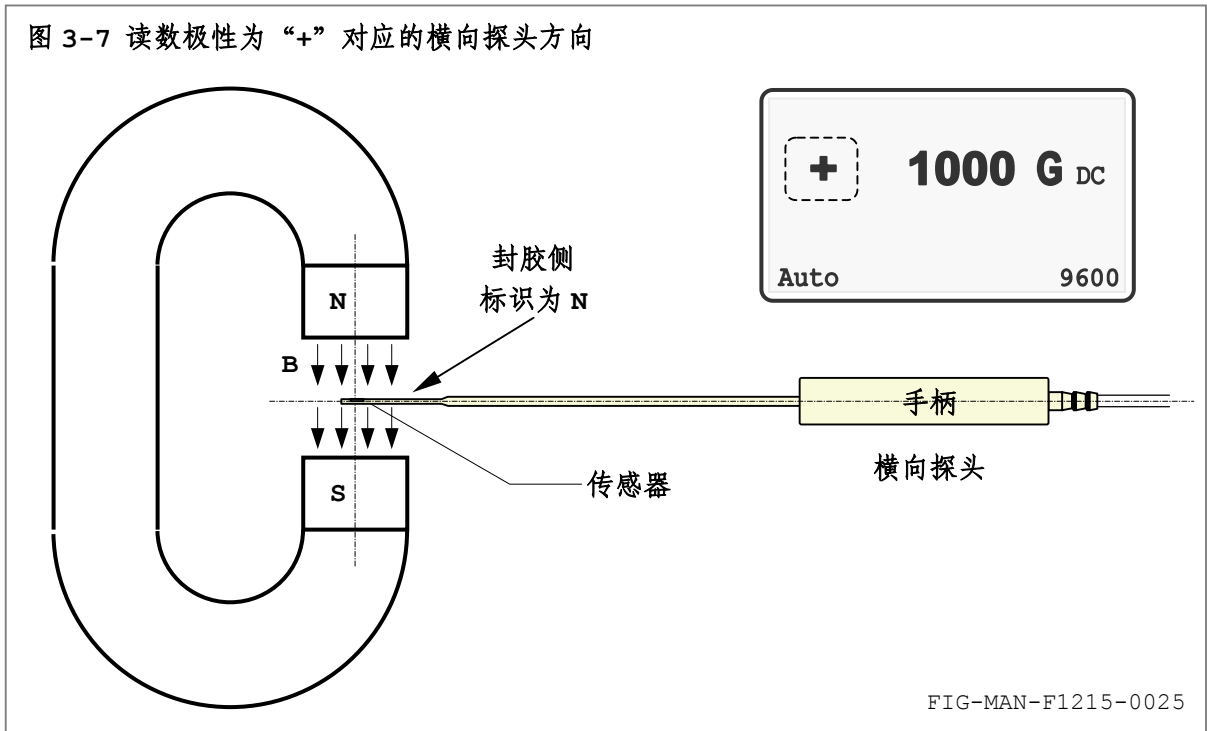 图 3-7 读数极性为“+”对应的横向探头方向
+ 1000 G DC
Auto 9600
封胶侧
标识为 N
N
B
手柄
横向探头
传感器
S
FIG-MAN-F1215-0025